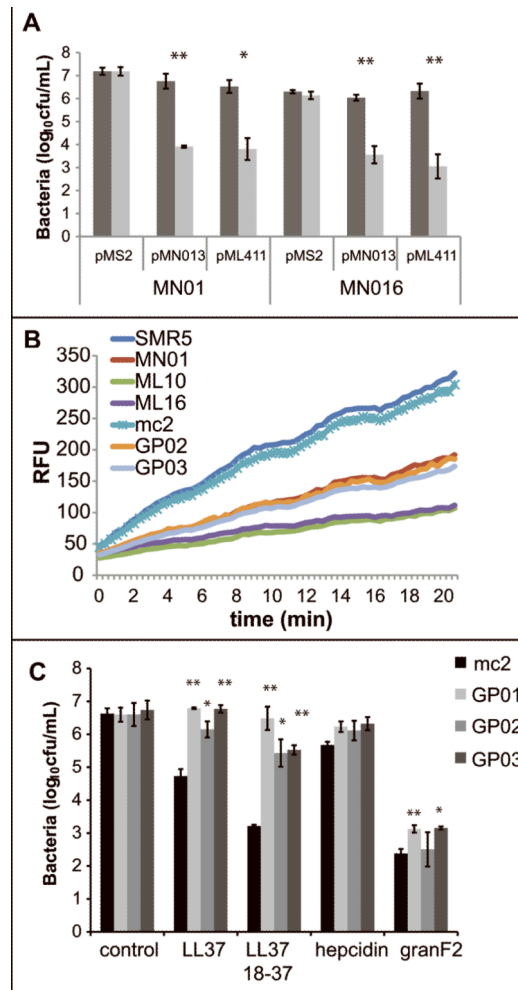 A
Bacteria (log₁₀cfu/mL)
8
7
6
5
4
3
2
1
0
** * ** **
pMS2 pMN013 pML411 pMS2 pMN013 pML411
MN01 MN016
B
SMR5
MN01
ML10
ML16
mc2
GP02
GP03
RFU
350
300
250
200
150
100
50
0
0 2 4 6 8 10 12 14 16 18 20
time (min)
C
Bacteria (log₁₀cfu/mL)
8
7
6
5
4
3
2
1
0
mc2
GP01
GP02
GP03
** * **
** * **
** *
control LL37 LL37 18-37 hepcidin granF2